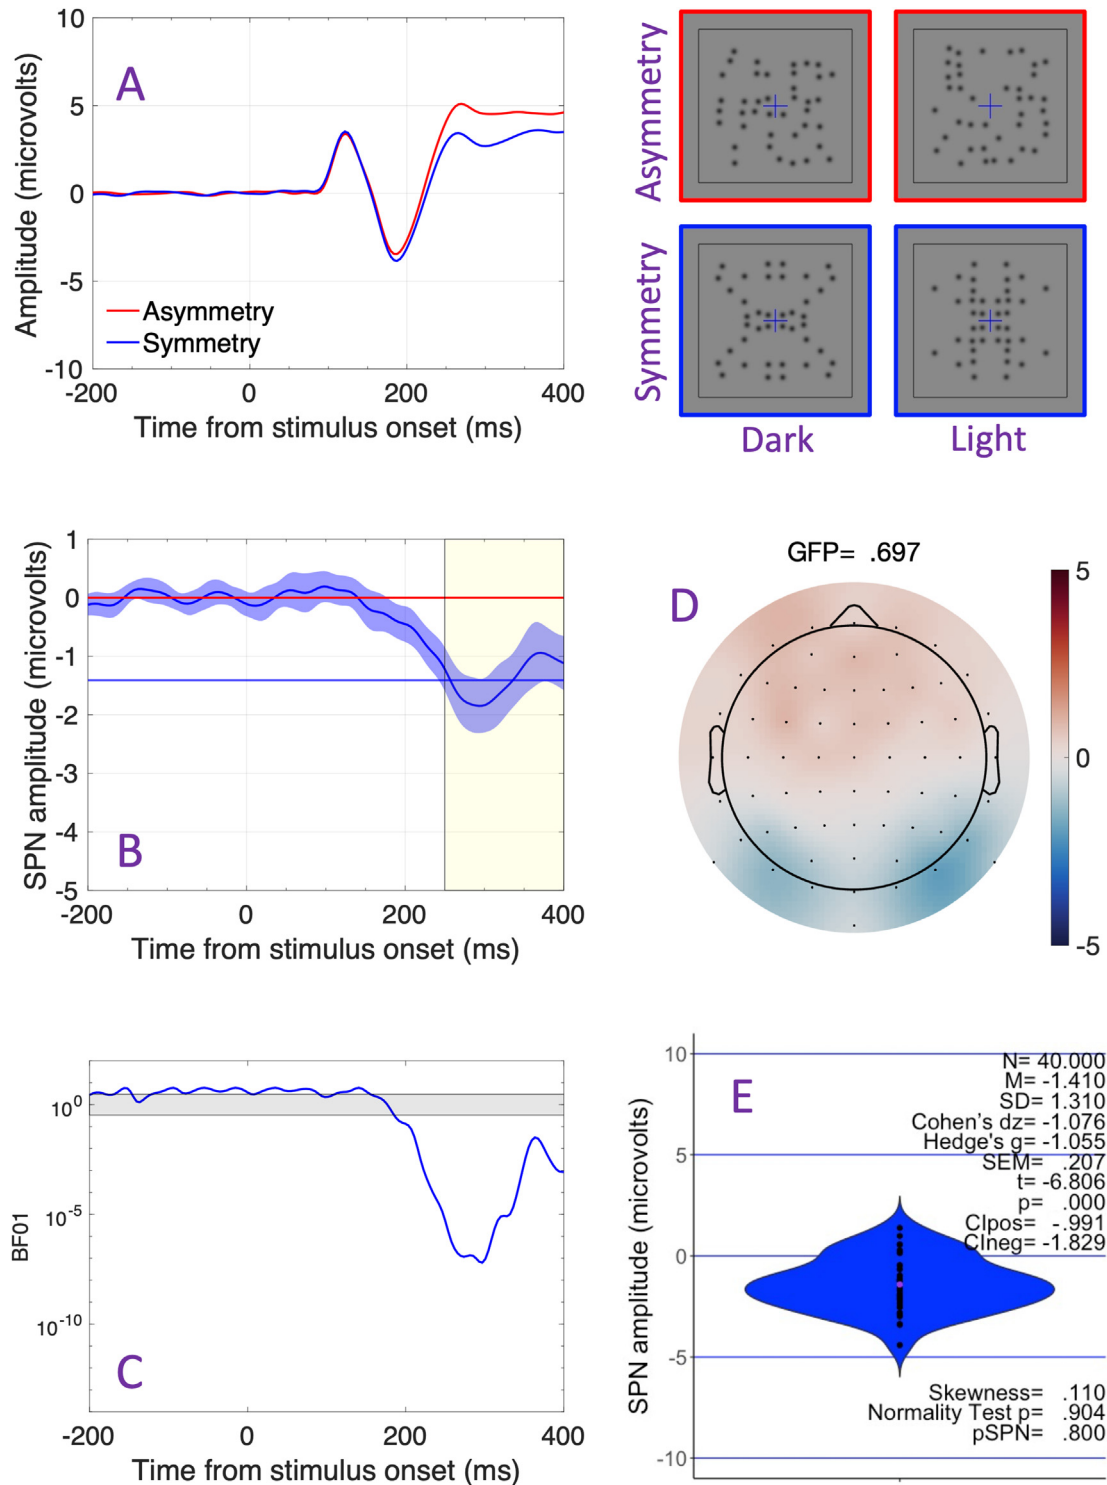 10
5
0
-5
-10
Amplitude (microvolts)
A
Asymmetry
Symmetry
-200
0
200
400
Time from stimulus onset (ms)
Asymmetry
Symmetry
Dark
Light
1
0
-1
-2
-3
-4
-5
SPN amplitude (microvolts)
B
-200
0
200
400
Time from stimulus onset (ms)
GFP= .697
D
5
0
-5
10^0
10^-5
10^-10
BF01
C
-200
0
200
400
Time from stimulus onset (ms)
10
5
0
-5
-10
SPN amplitude (microvolts)
E
N= 40.000
M= -1.410
SD= 1.310
Cohen's dz= -1.076
Hedge's g= -1.055
SEM= .207
t= -6.806
p= .000
CIpos= -.991
CIneg= -1.829
Skewness= .110
Normality Test p= .904
pSPN= .800